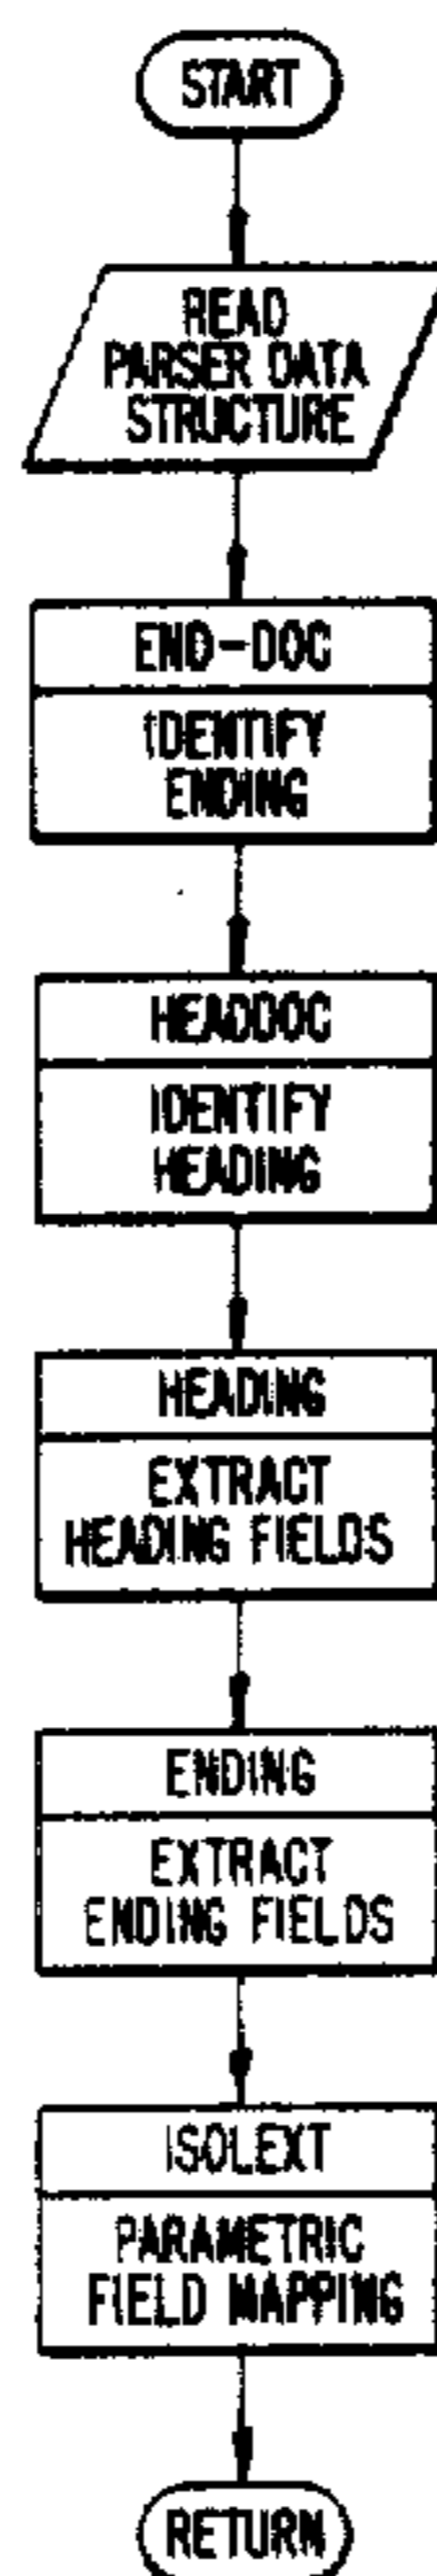 START
READ
PARSER DATA
STRUCTURE
END-DOC
IDENTIFY
ENDING
HEADDOC
IDENTIFY
HEADING
HEADING
EXTRACT
HEADING FIELDS
ENDING
EXTRACT
ENDING FIELDS
ISOLEXT
PARAMETRIC
FIELD MAPPING
RETURN